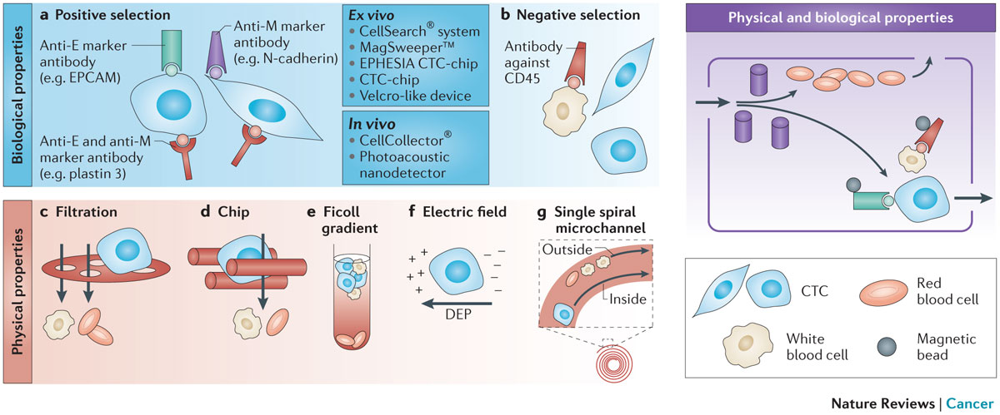 Biological properties
a Positive selection
Anti-E marker
antibody
(e.g. EPCAM)
Anti-M marker
antibody
(e.g. N-cadherin)
Anti-E and anti-M
marker antibody
(e.g. plastin 3)
Ex vivo
• CellSearch® system
• MagSweeper™
• EPHESIA CTC-chip
• CTC-chip
• Velcro-like device
In vivo
• CellCollector®
• Photoacoustic
nanodetector
b Negative selection
Antibody
against
CD45
Physical properties
c Filtration
d Chip
e Ficoll
gradient
f Electric field
+ + + + + +
– – – – – –
DEP
g Single spiral
microchannel
Outside
Inside
Physical and biological properties
CTC
Red
blood cell
White
blood cell
Magnetic
bead
Nature Reviews | Cancer